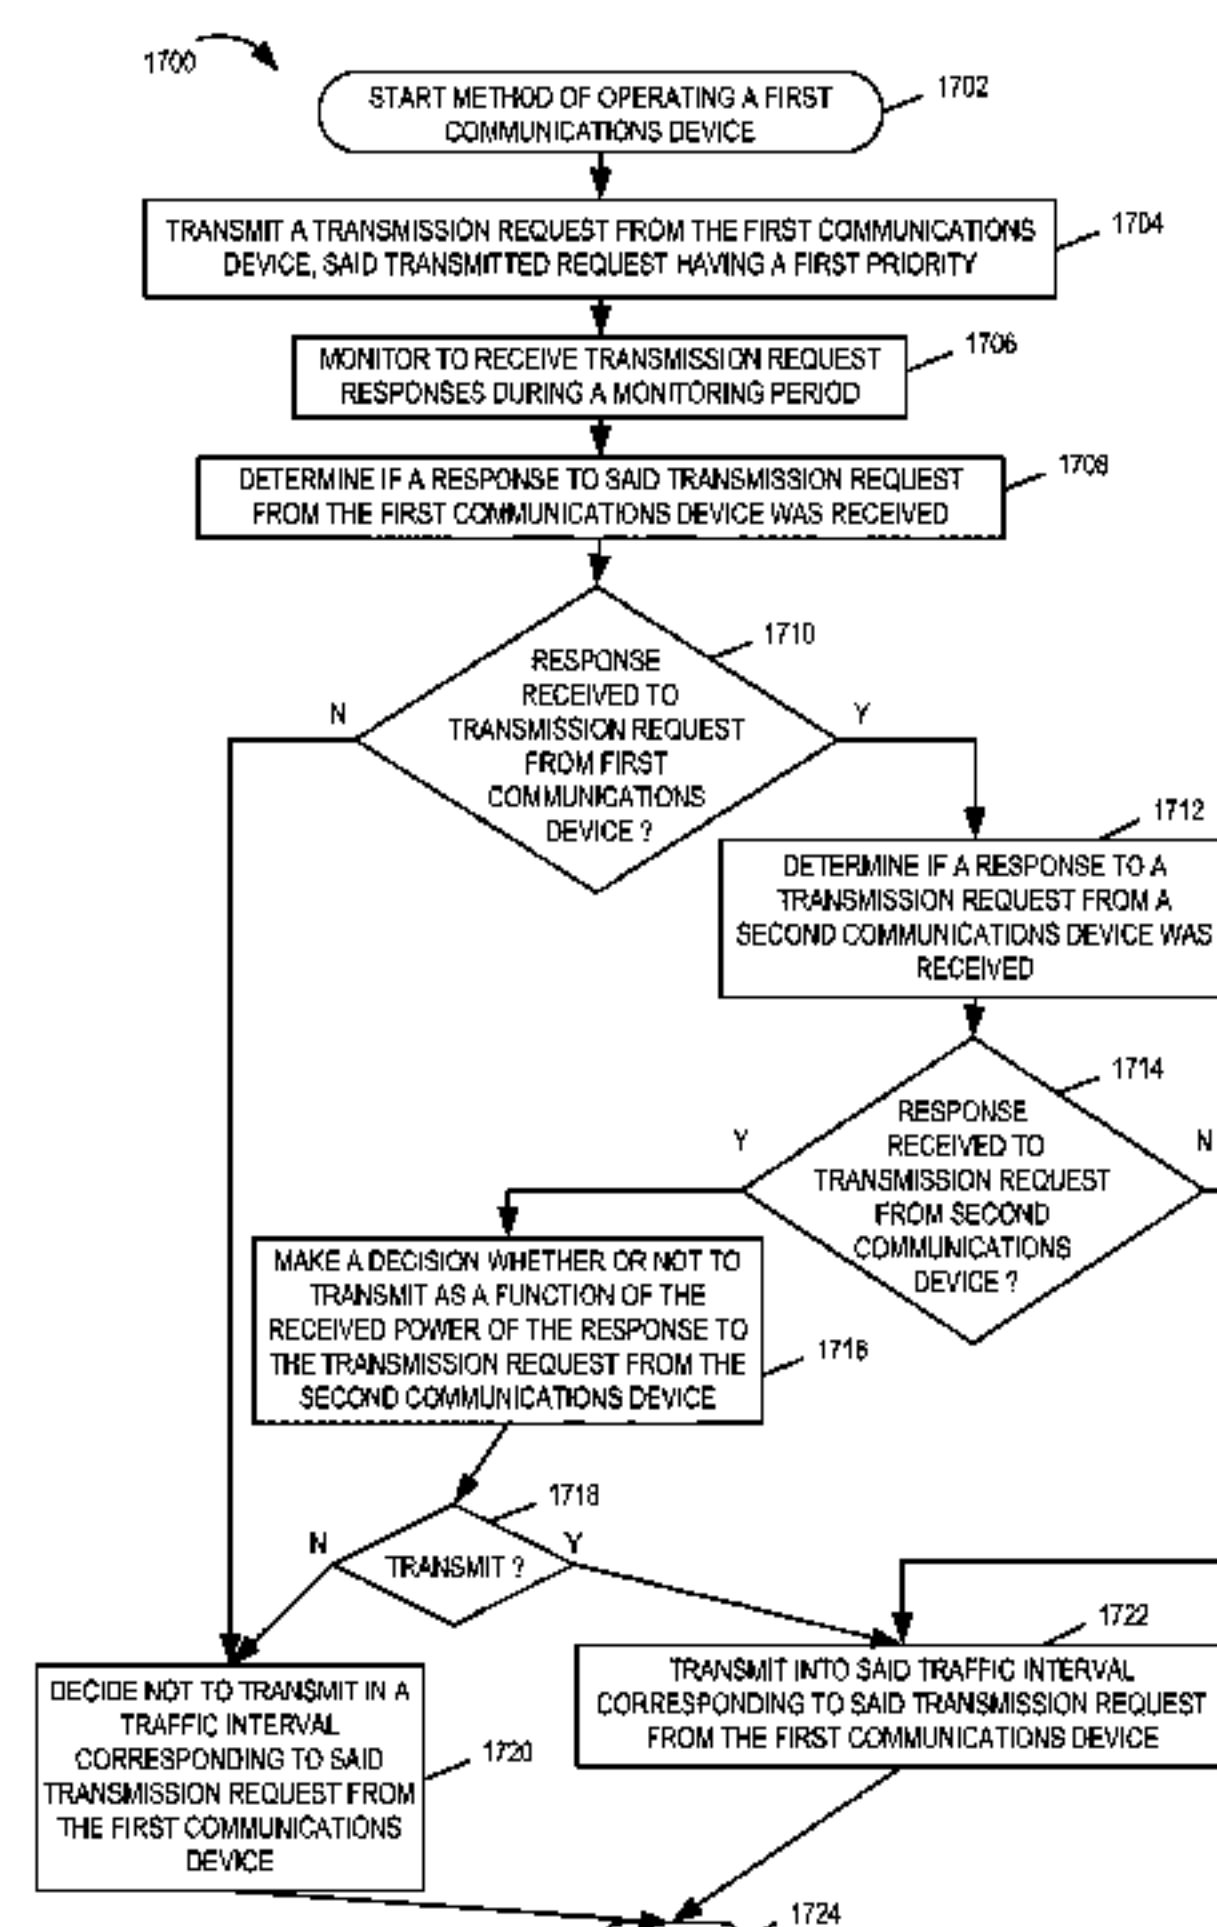 1700
START METHOD OF OPERATING A FIRST
COMMUNICATIONS DEVICE
1702
TRANSMIT A TRANSMISSION REQUEST FROM THE FIRST COMMUNICATIONS
DEVICE, SAID TRANSMITTED REQUEST HAVING A FIRST PRIORITY
1704
MONITOR TO RECEIVE TRANSMISSION REQUEST
RESPONSES DURING A MONITORING PERIOD
1706
DETERMINE IF A RESPONSE TO SAID TRANSMISSION REQUEST
FROM THE FIRST COMMUNICATIONS DEVICE WAS RECEIVED
1708
RESPONSE
RECEIVED TO
TRANSMISSION REQUEST
FROM FIRST
COMMUNICATIONS
DEVICE ?
1710
N
Y
1712
DETERMINE IF A RESPONSE TO A
TRANSMISSION REQUEST FROM A
SECOND COMMUNICATIONS DEVICE WAS
RECEIVED
1714
RESPONSE
RECEIVED TO
TRANSMISSION REQUEST
FROM SECOND
COMMUNICATIONS
DEVICE ?
Y
N
MAKE A DECISION WHETHER OR NOT TO
TRANSMIT AS A FUNCTION OF THE
RECEIVED POWER OF THE RESPONSE TO
THE TRANSMISSION REQUEST FROM THE
SECOND COMMUNICATIONS DEVICE
1716
1718
N
TRANSMIT ?
Y
DECIDE NOT TO TRANSMIT IN A
TRAFFIC INTERVAL
CORRESPONDING TO SAID
TRANSMISSION REQUEST FROM
THE FIRST COMMUNICATIONS
DEVICE
1720
1722
TRANSMIT INTO SAID TRAFFIC INTERVAL
CORRESPONDING TO SAID TRANSMISSION REQUEST
FROM THE FIRST COMMUNICATIONS DEVICE
1724